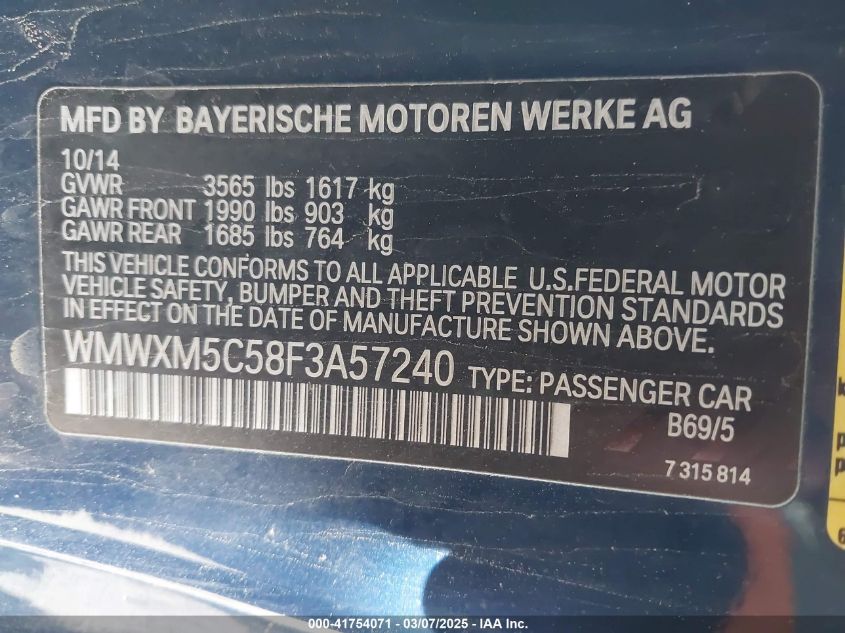 MFD BY BAYERISCHE MOTOREN WERKE AG
10/14
GVWR 3565 lbs 1617 kg
GAWR FRONT 1990 lbs 903 kg
GAWR REAR 1685 lbs 764 kg
THIS VEHICLE CONFORMS TO ALL APPLICABLE U.S.FEDERAL MOTOR
VEHICLE SAFETY, BUMPER AND THEFT PREVENTION STANDARDS
IN EFFECT ON THE DATE OF MANUFACTURE SHOWN ABOVE.
WMWXM5C58F3A57240 TYPE: PASSENGER CAR
B69/5
7 315 814
000-41754071 - 03/07/2025 - IAA Inc.